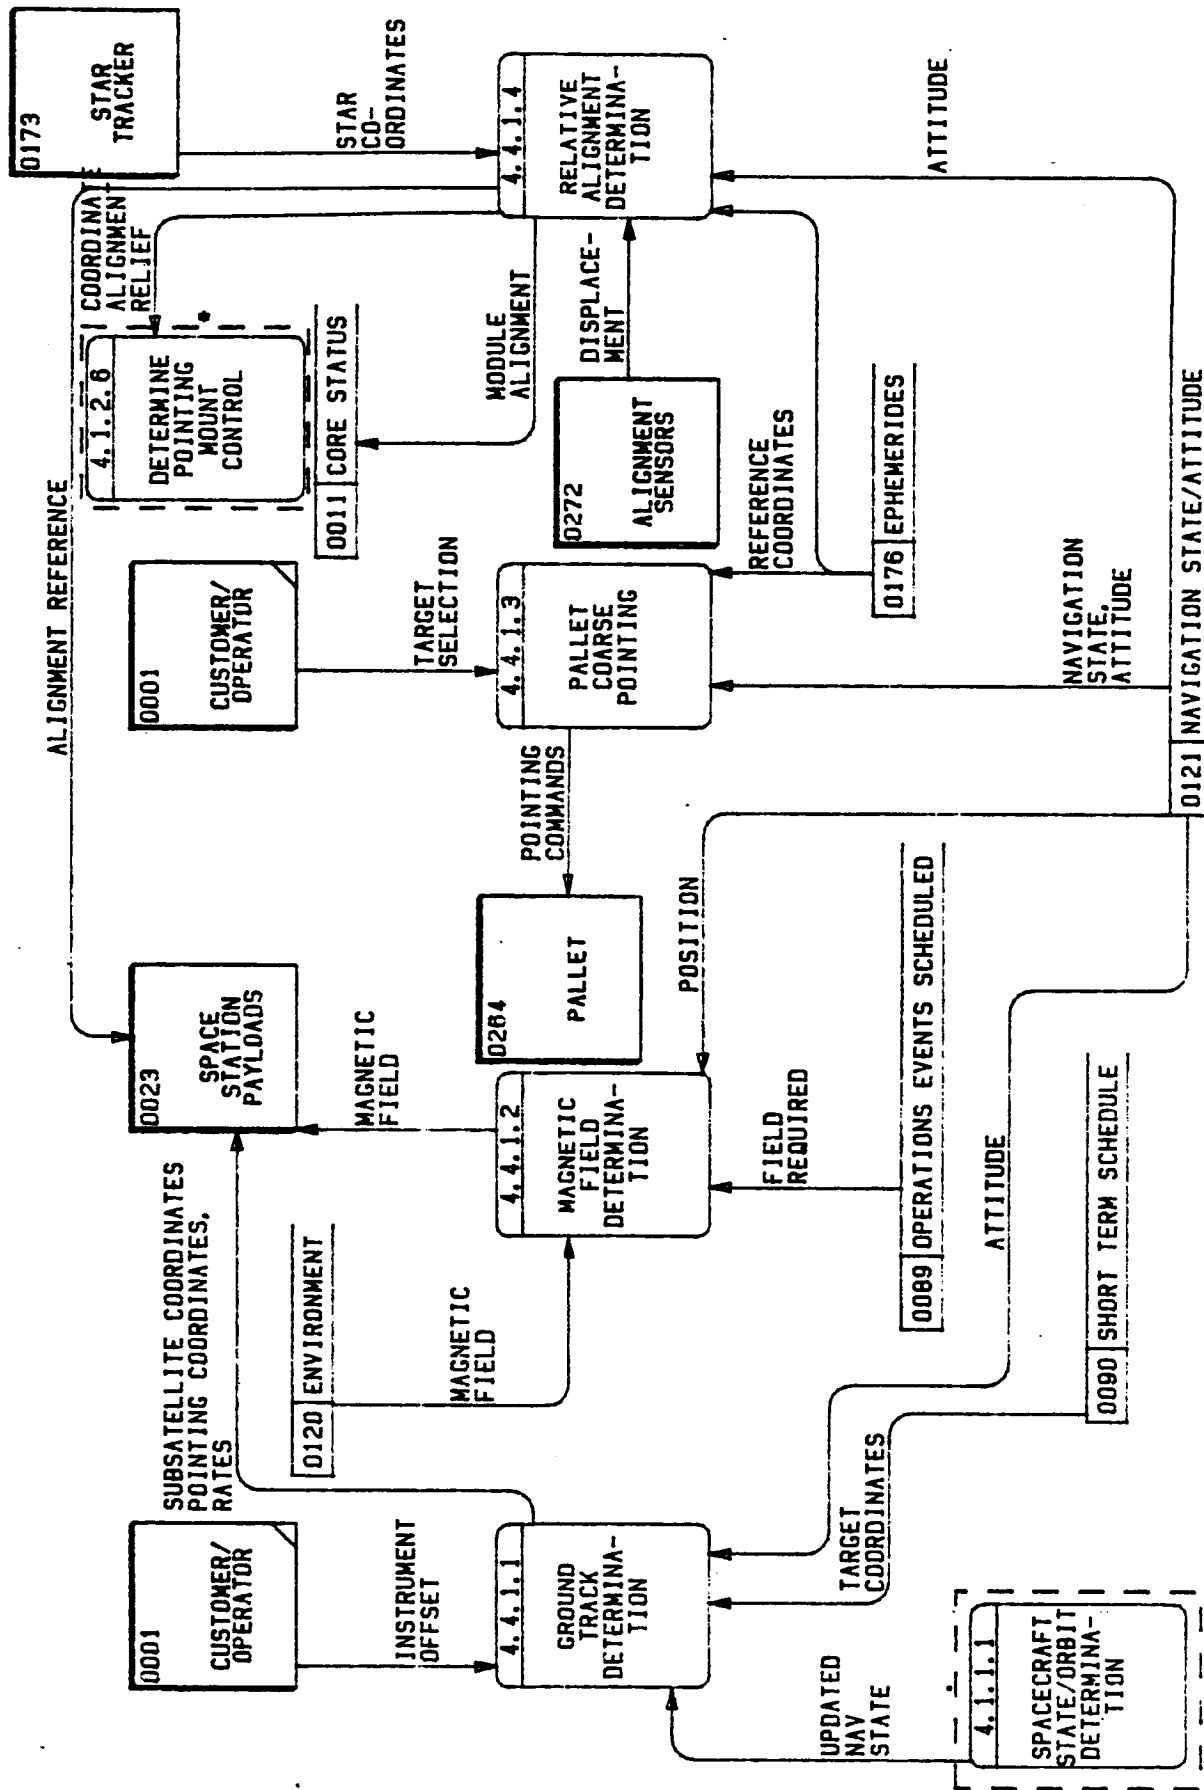 0001
CUSTOMER/
OPERATOR
SUBSATELLITE COORDINATES
POINTING COORDINATES,
RATES
0023
SPACE
STATION
PAYLOADS
ALIGNMENT REFERENCE
0001
CUSTOMER/
OPERATOR
4.1.2.6
DETERMINE
POINTING
MOUNT
CONTROL
*
COORDINA
ALIGNMEN
RELIEF
0173
STAR
TRACKER
INSTRUMENT
OFFSET
0120 ENVIRONMENT
MAGNETIC
FIELD
MAGNETIC
FIELD
TARGET
SELECTION
0011 CORE STATUS
MODULE
ALIGNMENT
STAR
CO-
ORDINATES
4.4.1.1
GROUND
TRACK
DETERMINA-
TION
4.4.1.2
MAGNETIC
FIELD
DETERMINA-
TION
0264
PALLET
POINTING
COMMANDS
4.4.1.3
PALLET
COARSE
POINTING
0272
ALIGNMENT
SENSORS
DISPLACE-
MENT
4.4.1.4
RELATIVE
ALIGNMENT
DETERMINA-
TION
UPDATED
NAV
STATE
TARGET
COORDINATES
FIELD
REQUIRED
POSITION
REFERENCE
COORDINATES
0089 OPERATIONS EVENTS SCHEDULED
0176 EPHEMERIDES
ATTITUDE
4.1.1.1
SPACECRAFT
STATE/ORBIT
DETERMINA-
TION
ATTITUDE
0090 SHORT TERM SCHEDULE
NAVIGATION
STATE,
ATTITUDE
0121 NAVIGATION STATE/ATTITUDE